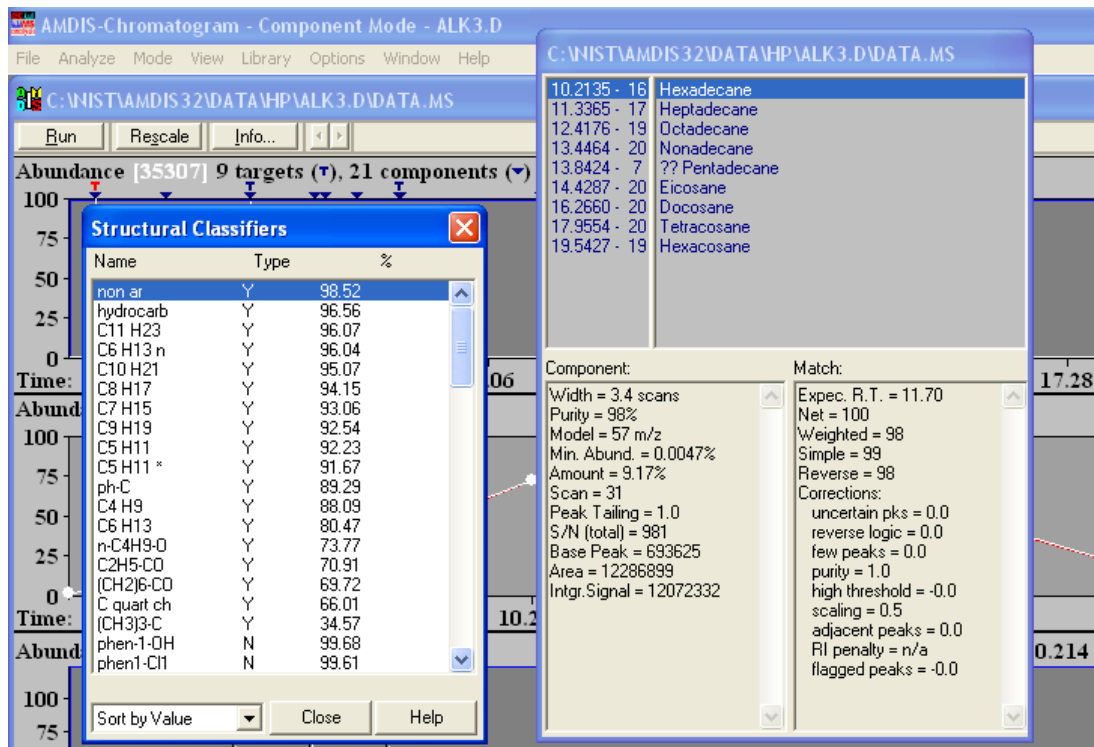 AMDIS-Chromatogram - Component Mode - ALK3.D
File Analyze Mode View Library Options Window Help
C:\NIST\AMDIS32\DATA\HP\ALK3.D\DATA.MS
Run Rescale Info...
Abundance [35307] 9 targets (T), 21 components (▼)
100
75
50
25
0
Time: .06 17.28
Abund
100
75
50
25
0
Time: 10.2
Abund 0.214
100
75
Structural Classifiers
Name Type %
non ar Y 98.52
hydrocarb Y 96.56
C11 H23 Y 96.07
C6 H13 n Y 96.04
C10 H21 Y 95.07
C8 H17 Y 94.15
C7 H15 Y 93.06
C9 H19 Y 92.54
C5 H11 Y 92.23
C5 H11 * Y 91.67
ph-C Y 89.29
C4 H9 Y 88.09
C6 H13 Y 80.47
n-C4H9-O Y 73.77
C2H5-CO Y 70.91
(CH2)6-CO Y 69.72
C quart ch Y 66.01
(CH3)3-C Y 34.57
phen-1-OH N 99.68
phen1-Cl1 N 99.61
Sort by Value Close Help
C:\NIST\AMDIS32\DATA\HP\ALK3.D\DATA.MS
10.2135 - 16 Hexadecane
11.3365 - 17 Heptadecane
12.4176 - 19 Octadecane
13.4464 - 20 Nonadecane
13.8424 - 7 ?? Pentadecane
14.4287 - 20 Eicosane
16.2660 - 20 Docosane
17.9554 - 20 Tetracosane
19.5427 - 19 Hexacosane
Component:
Width = 3.4 scans
Purity = 98%
Model = 57 m/z
Min. Abund. = 0.0047%
Amount = 9.17%
Scan = 31
Peak Tailing = 1.0
S/N (total) = 981
Base Peak = 693625
Area = 12286899
Intgr.Signal = 12072332
Match:
Expec. R.T. = 11.70
Net = 100
Weighted = 98
Simple = 99
Reverse = 98
Corrections:
uncertain pks = 0.0
reverse logic = 0.0
few peaks = 0.0
purity = 1.0
high threshold = -0.0
scaling = 0.5
adjacent peaks = 0.0
RI penalty = n/a
flagged peaks = -0.0